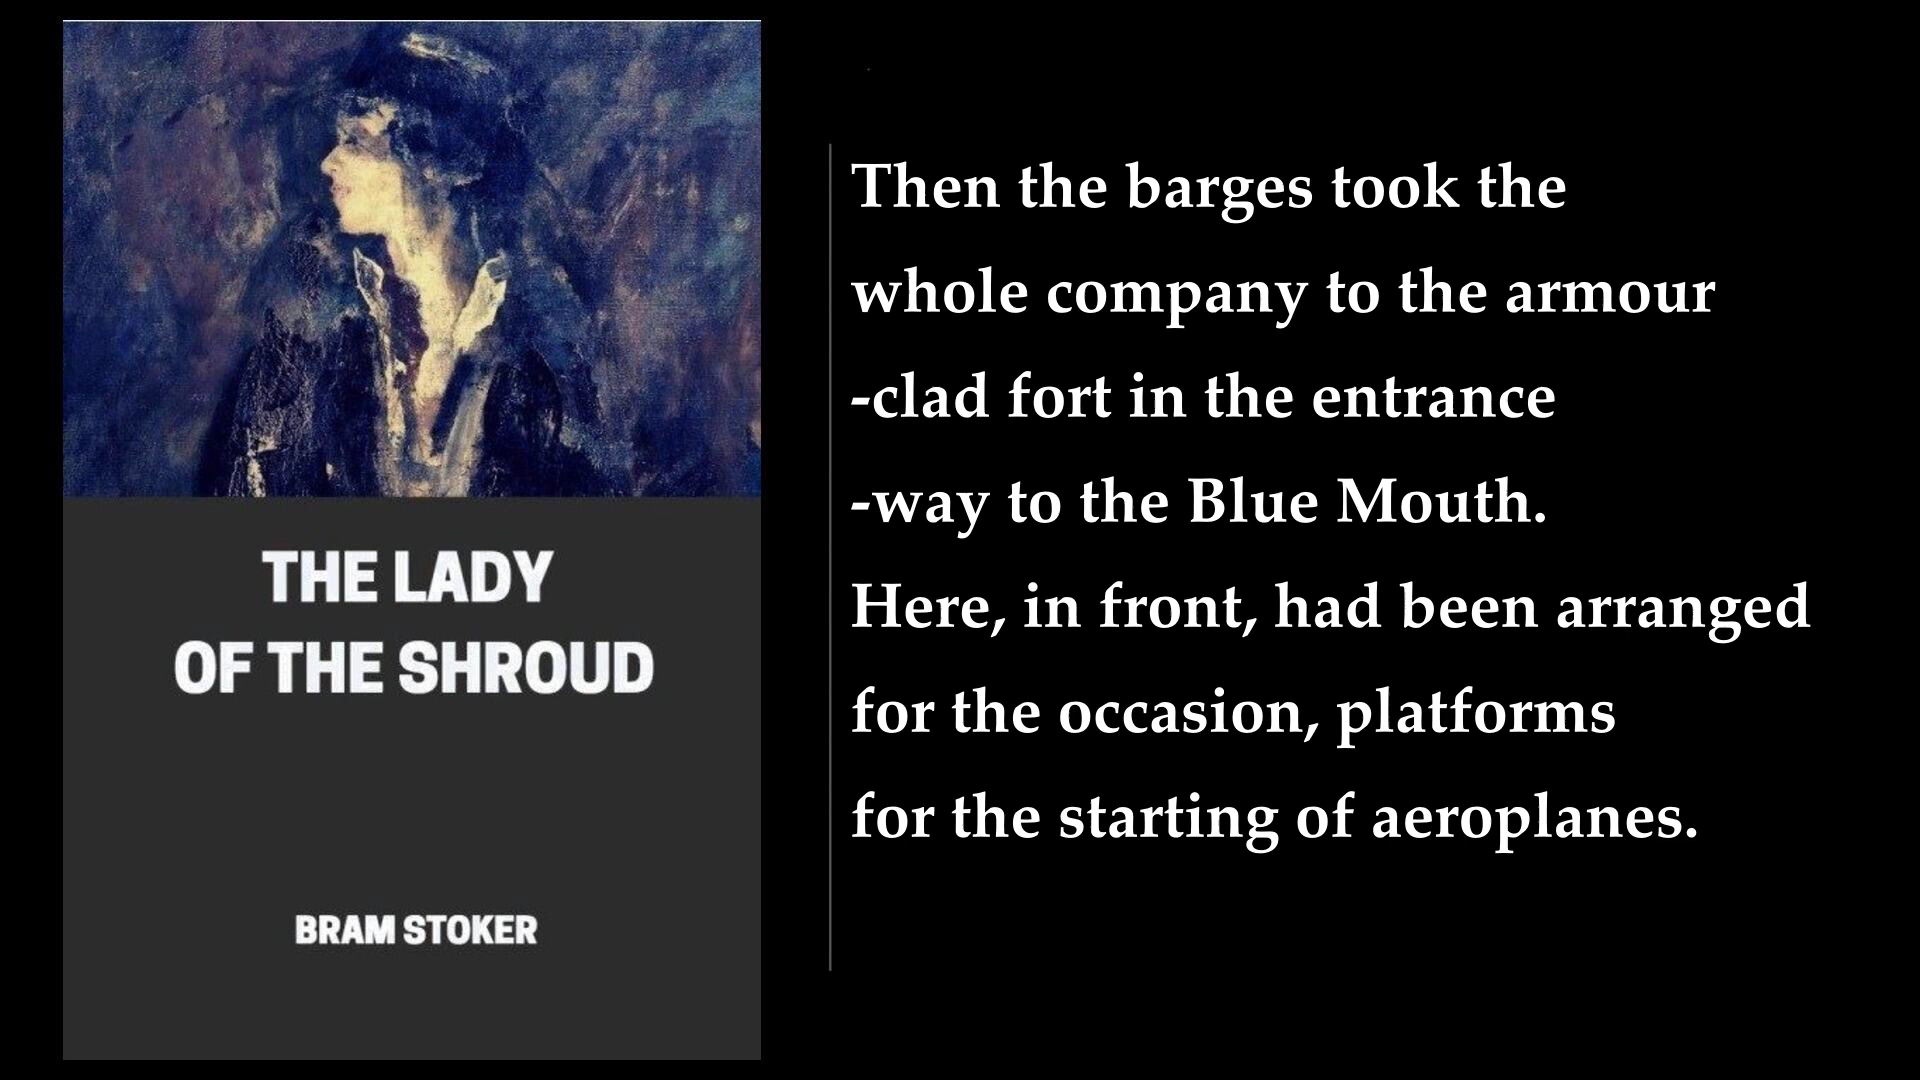 THE LADY
OF THE SHROUD
BRAM STOKER
Then the barges took the
whole company to the armour
-clad fort in the entrance
-way to the Blue Mouth.
Here, in front, had been arranged
for the occasion, platforms
for the starting of aeroplanes.